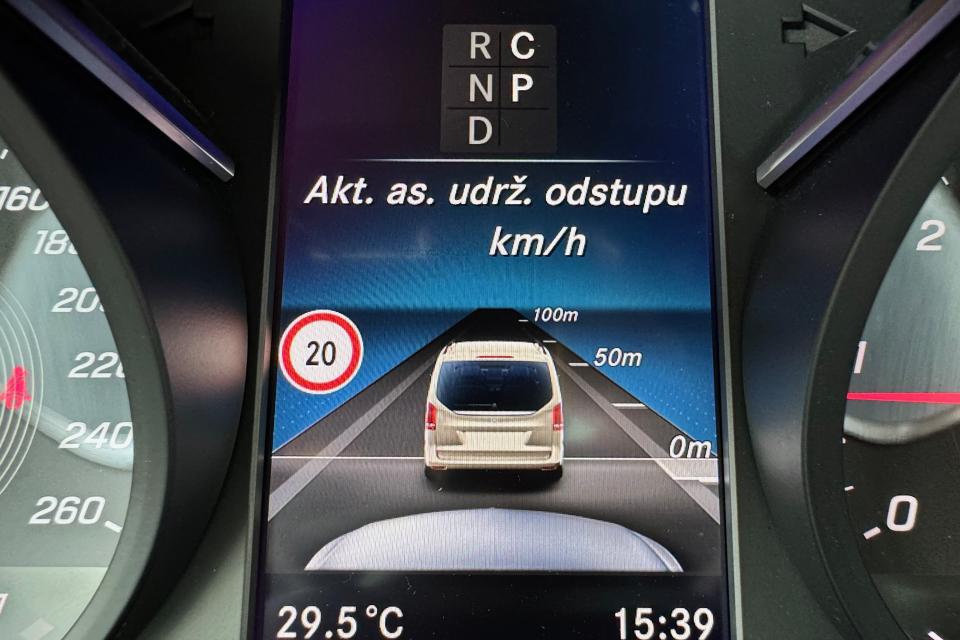 R C
N P
D
Akt. as. udrž. odstupu
km/h
160
180
200
220
240
260
100m
50m
0m
20
2
1
0
29.5°C
15:39